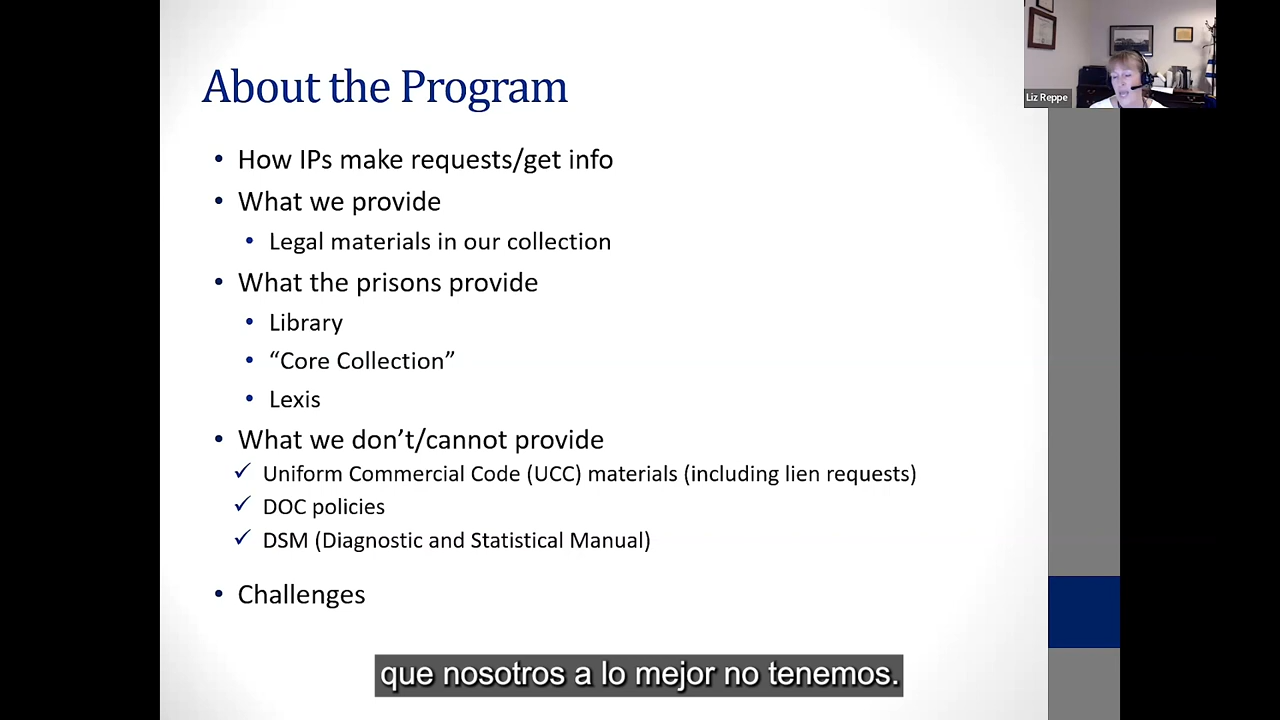 About the Program
Liz Reppe
• How IPs make requests/get info
• What we provide
• Legal materials in our collection
• What the prisons provide
• Library
• “Core Collection”
• Lexis
• What we don’t/cannot provide
✓ Uniform Commercial Code (UCC) materials (including lien requests)
✓ DOC policies
✓ DSM (Diagnostic and Statistical Manual)
• Challenges
que nosotros a lo mejor no tenemos.